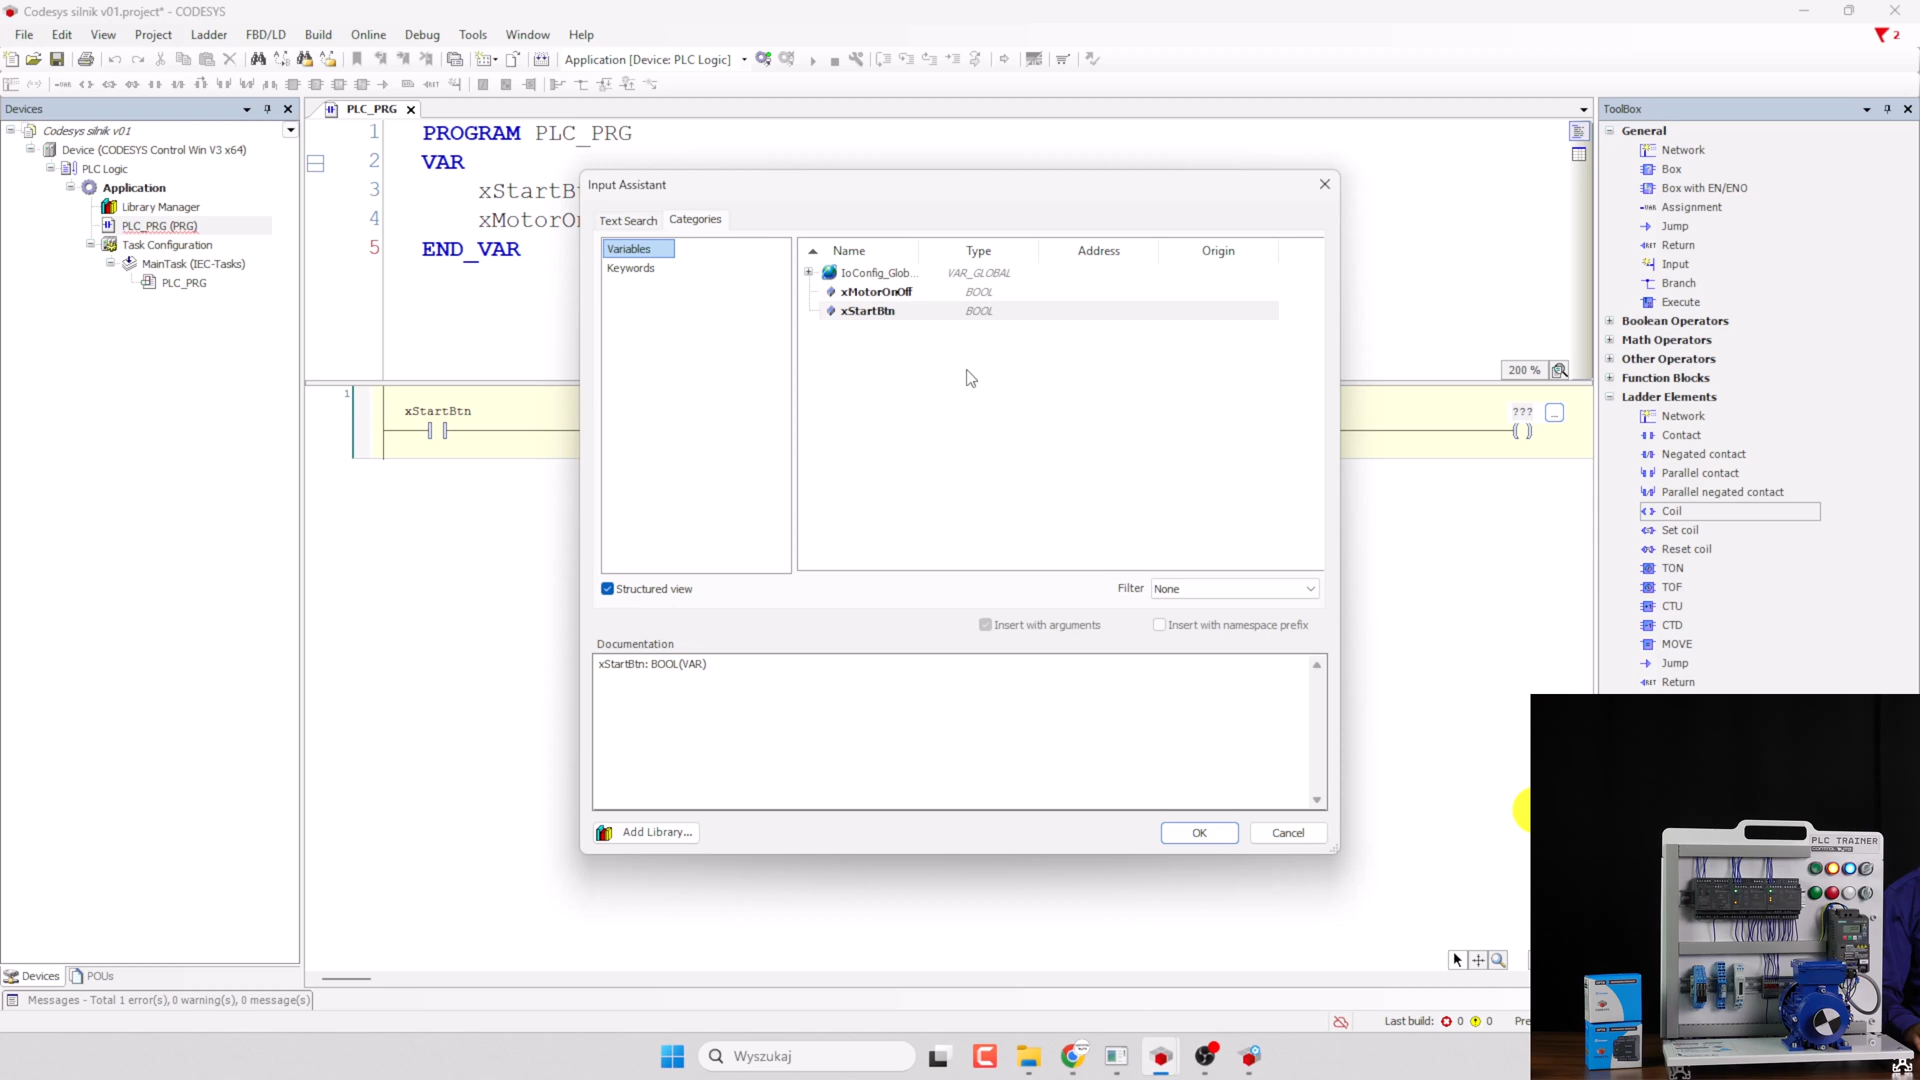 Codesys silnik v01.project* - CODESYS
File Edit View Project Ladder FBD/LD Build Online Debug Tools Window Help
2
Application [Device: PLC Logic]
Devices
Codesys silnik v01
Device (CODESYS Control Win V3 x64)
PLC Logic
Application
Library Manager
PLC_PRG (PRG)
Task Configuration
MainTask (IEC-Tasks)
PLC_PRG
Devices
POUs
PLC_PRG
1 PROGRAM PLC_PRG
2 VAR
3 xStartB
4 xMotorO
5 END_VAR
200 %
1
xStartBtn
???
Input Assistant
Text Search
Categories
Variables
Keywords
Name Type Address Origin
IoConfig_Glob... VAR_GLOBAL
xMotorOnOff BOOL
xStartBtn BOOL
Structured view
Filter None
Insert with arguments
Insert with namespace prefix
Documentation
xStartBtn: BOOL(VAR)
Add Library...
OK
Cancel
ToolBox
General
Network
Box
Box with EN/ENO
Assignment
Jump
Return
Input
Branch
Execute
Boolean Operators
Math Operators
Other Operators
Function Blocks
Ladder Elements
Network
Contact
Negated contact
Parallel contact
Parallel negated contact
Coil
Set coil
Reset coil
TON
TOF
CTU
CTD
MOVE
Jump
Return
Messages - Total 1 error(s), 0 warning(s), 0 message(s)
Last build: 0 0 Pre
Wyszukaj
PLC TRAINER